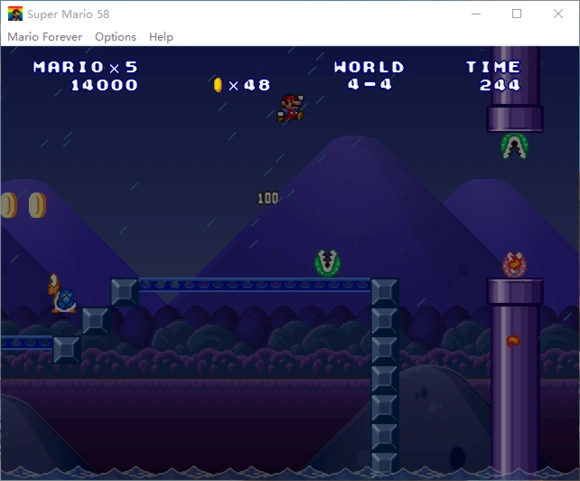 Super Mario 58
Mario Forever Options Help
MARIO×5 WORLD TIME
14000 ×48 4-4 244
100